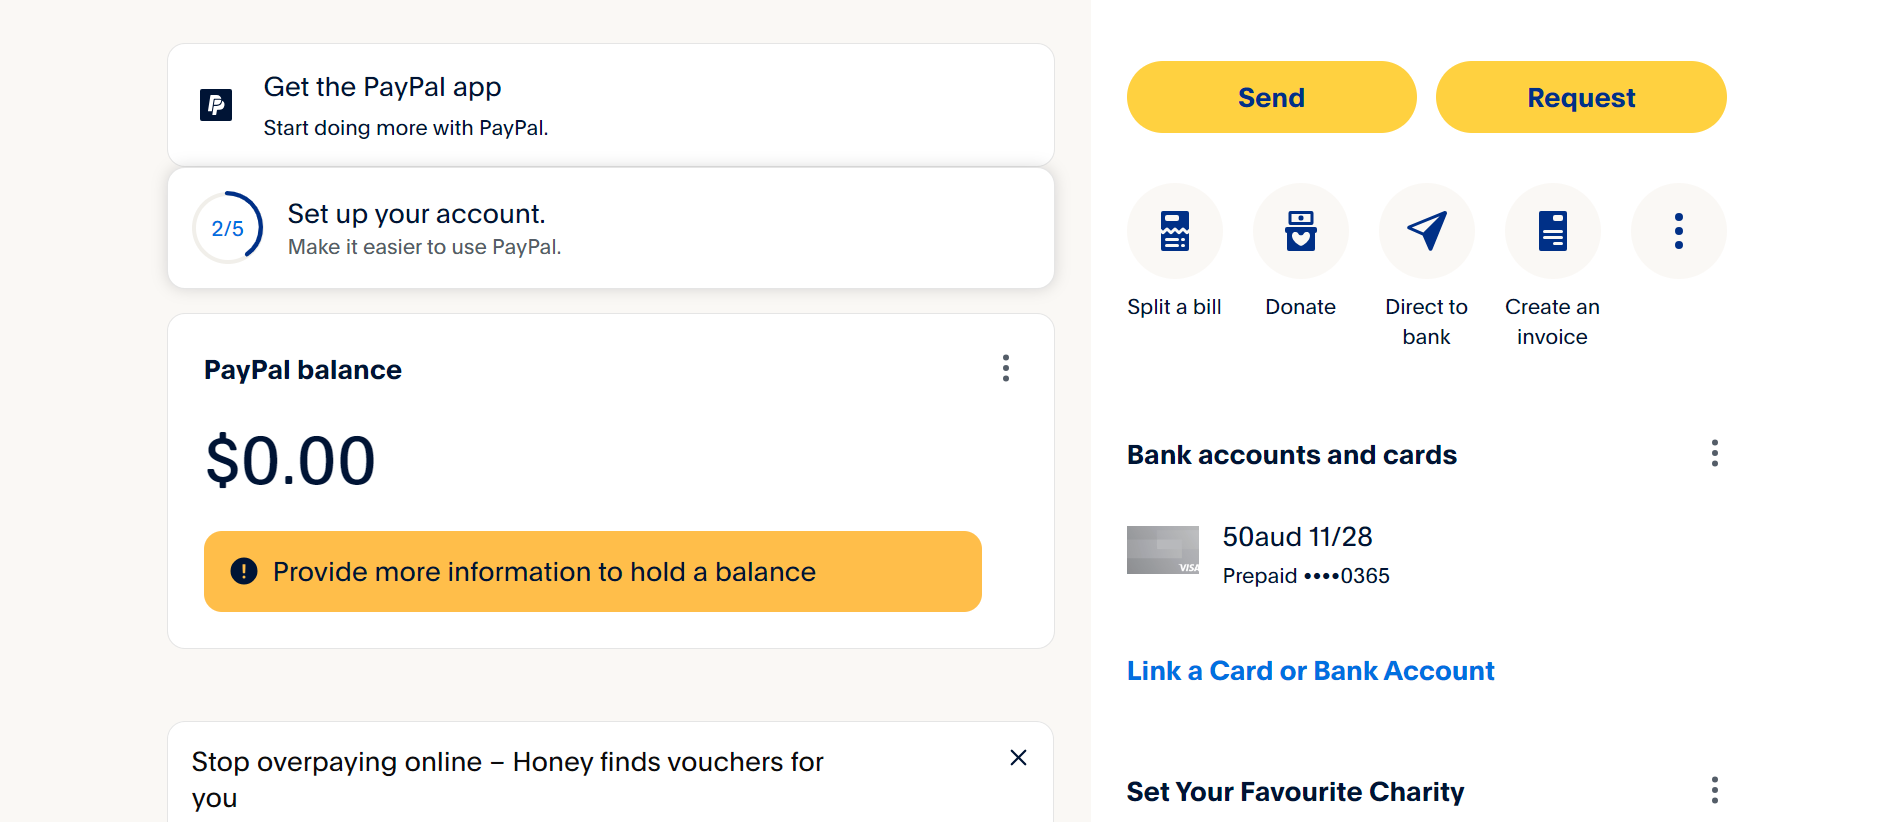 Get the PayPal app
Start doing more with PayPal.
2/5
Set up your account.
Make it easier to use PayPal.
PayPal balance
$0.00
Provide more information to hold a balance
Stop overpaying online – Honey finds vouchers for
you
Send
Request
Split a bill
Donate
Direct to
bank
Create an
invoice
Bank accounts and cards
50aud 11/28
VISA
Prepaid ••••0365
Link a Card or Bank Account
Set Your Favourite Charity